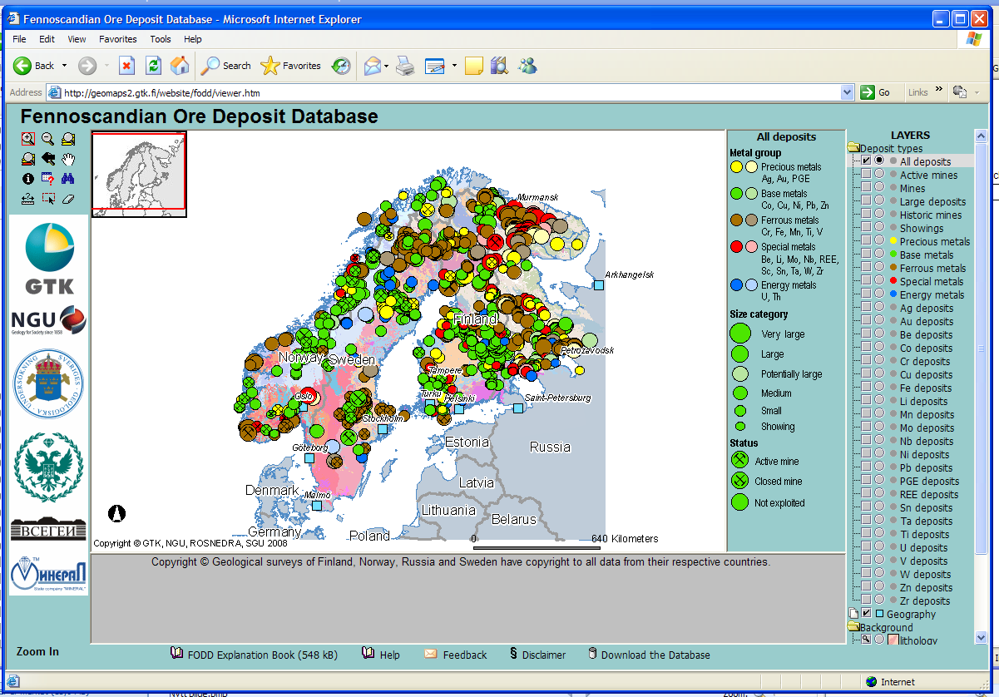 Fennoscandian Ore Deposit Database - Microsoft Internet Explorer
File Edit View Favorites Tools Help
Back Search Favorites
Address http://geomaps2.gtk.fi/website/fodd/viewer.htm Go Links »
Fennoscandian Ore Deposit Database
GTK
NGU
Geology for Society since 1858
SVERIGES GEOLOGISKA UNDERSÖKNING
ВСЕГЕИ
МИНЕРАЛ
TM
State company "MINERAL"
Zoom In
Murmansk
Arkhangelsk
Finland
Petrozavodsk
Norway
Sweden
Tampere
Oslo
Turku
Helsinki
Saint-Petersburg
Stockholm
Göteborg
Estonia
Russia
Latvia
Denmark
Malmö
Lithuania
Belarus
Germany
Poland
0 640 Kilometers
Copyright © GTK, NGU, ROSNEDRA, SGU 2008
All deposits
Metal group
Precious metals
Ag, Au, PGE
Base metals
Co, Cu, Ni, Pb, Zn
Ferrous metals
Cr, Fe, Mn, Ti, V
Special metals
Be, Li, Mo, Nb, REE,
Sc, Sn, Ta, W, Zr
Energy metals
U, Th
Size category
Very large
Large
Potentially large
Medium
Small
Showing
Status
Active mine
Closed mine
Not exploited
LAYERS
Deposit types
All deposits
Active mines
Mines
Large deposits
Historic mines
Showings
Precious metals
Base metals
Ferrous metals
Special metals
Energy metals
Ag deposits
Au deposits
Be deposits
Co deposits
Cr deposits
Cu deposits
Fe deposits
Li deposits
Mn deposits
Mo deposits
Nb deposits
Ni deposits
Pb deposits
PGE deposits
REE deposits
Sn deposits
Ta deposits
Ti deposits
U deposits
V deposits
W deposits
Zn deposits
Zr deposits
Geography
Background
lithology
Copyright © Geological surveys of Finland, Norway, Russia and Sweden have copyright to all data from their respective countries.
FODD Explanation Book (548 kB) Help Feedback § Disclaimer Download the Database
Internet
Nytt bilde.bmp
Zoom: